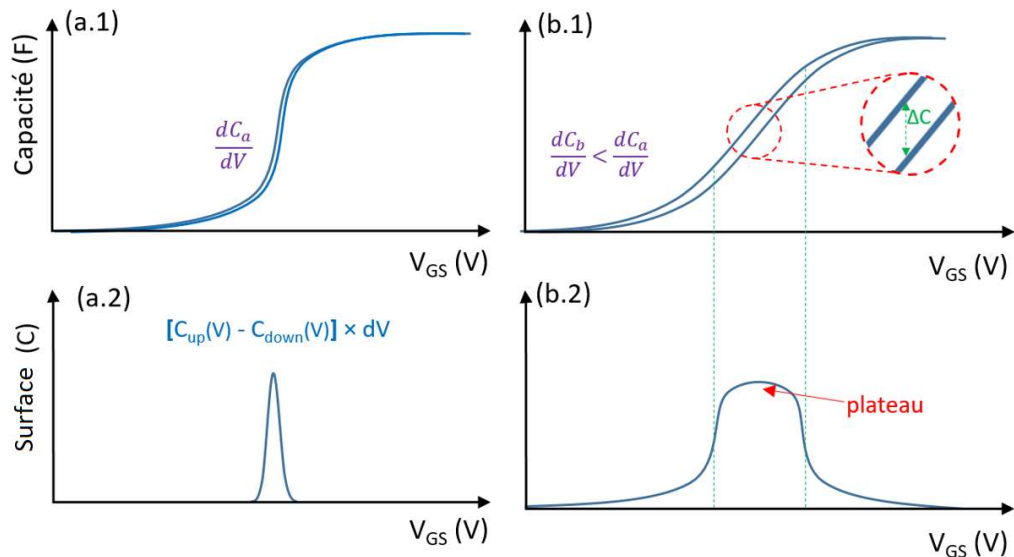 (a.1)
Capacité (F)
dC_a
dV
V_GS (V)
(b.1)
dC_b / dV < dC_a / dV
ΔC
V_GS (V)
(a.2)
Surface (C)
[C_up(V) - C_down(V)] × dV
V_GS (V)
(b.2)
plateau
V_GS (V)